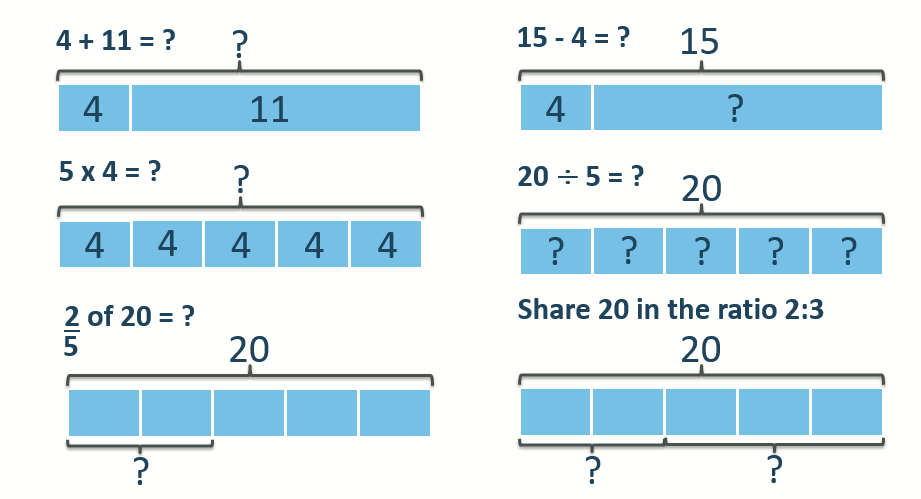 4 + 11 = ?
?
4 11
15 - 4 = ?
15
4 ?
5 x 4 = ?
?
4 4 4 4 4
20 ÷ 5 = ?
20
? ? ? ? ?
2
5
of 20 = ?
20
?
Share 20 in the ratio 2:3
20
? ?